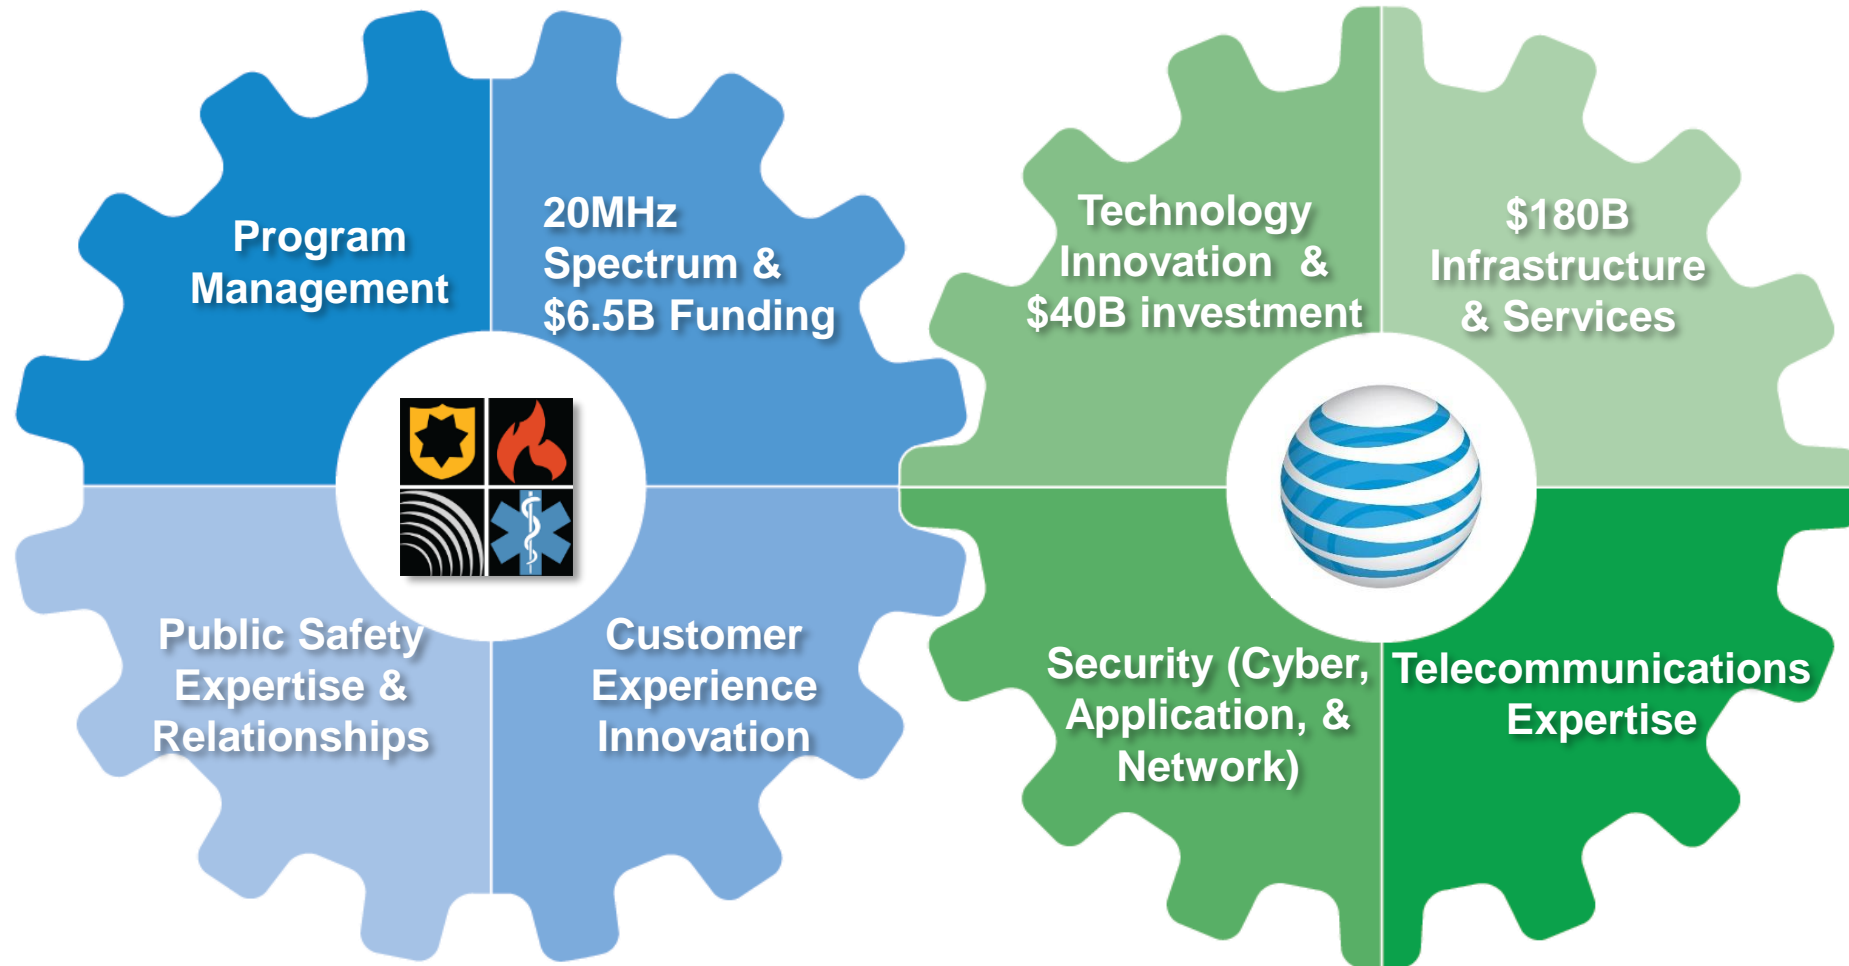 Program
Management
20MHz
Spectrum &
$6.5B Funding
Public Safety
Expertise &
Relationships
Customer
Experience
Innovation
Technology
Innovation &
$40B investment
$180B
Infrastructure
& Services
Security (Cyber,
Application, &
Network)
Telecommunications
Expertise